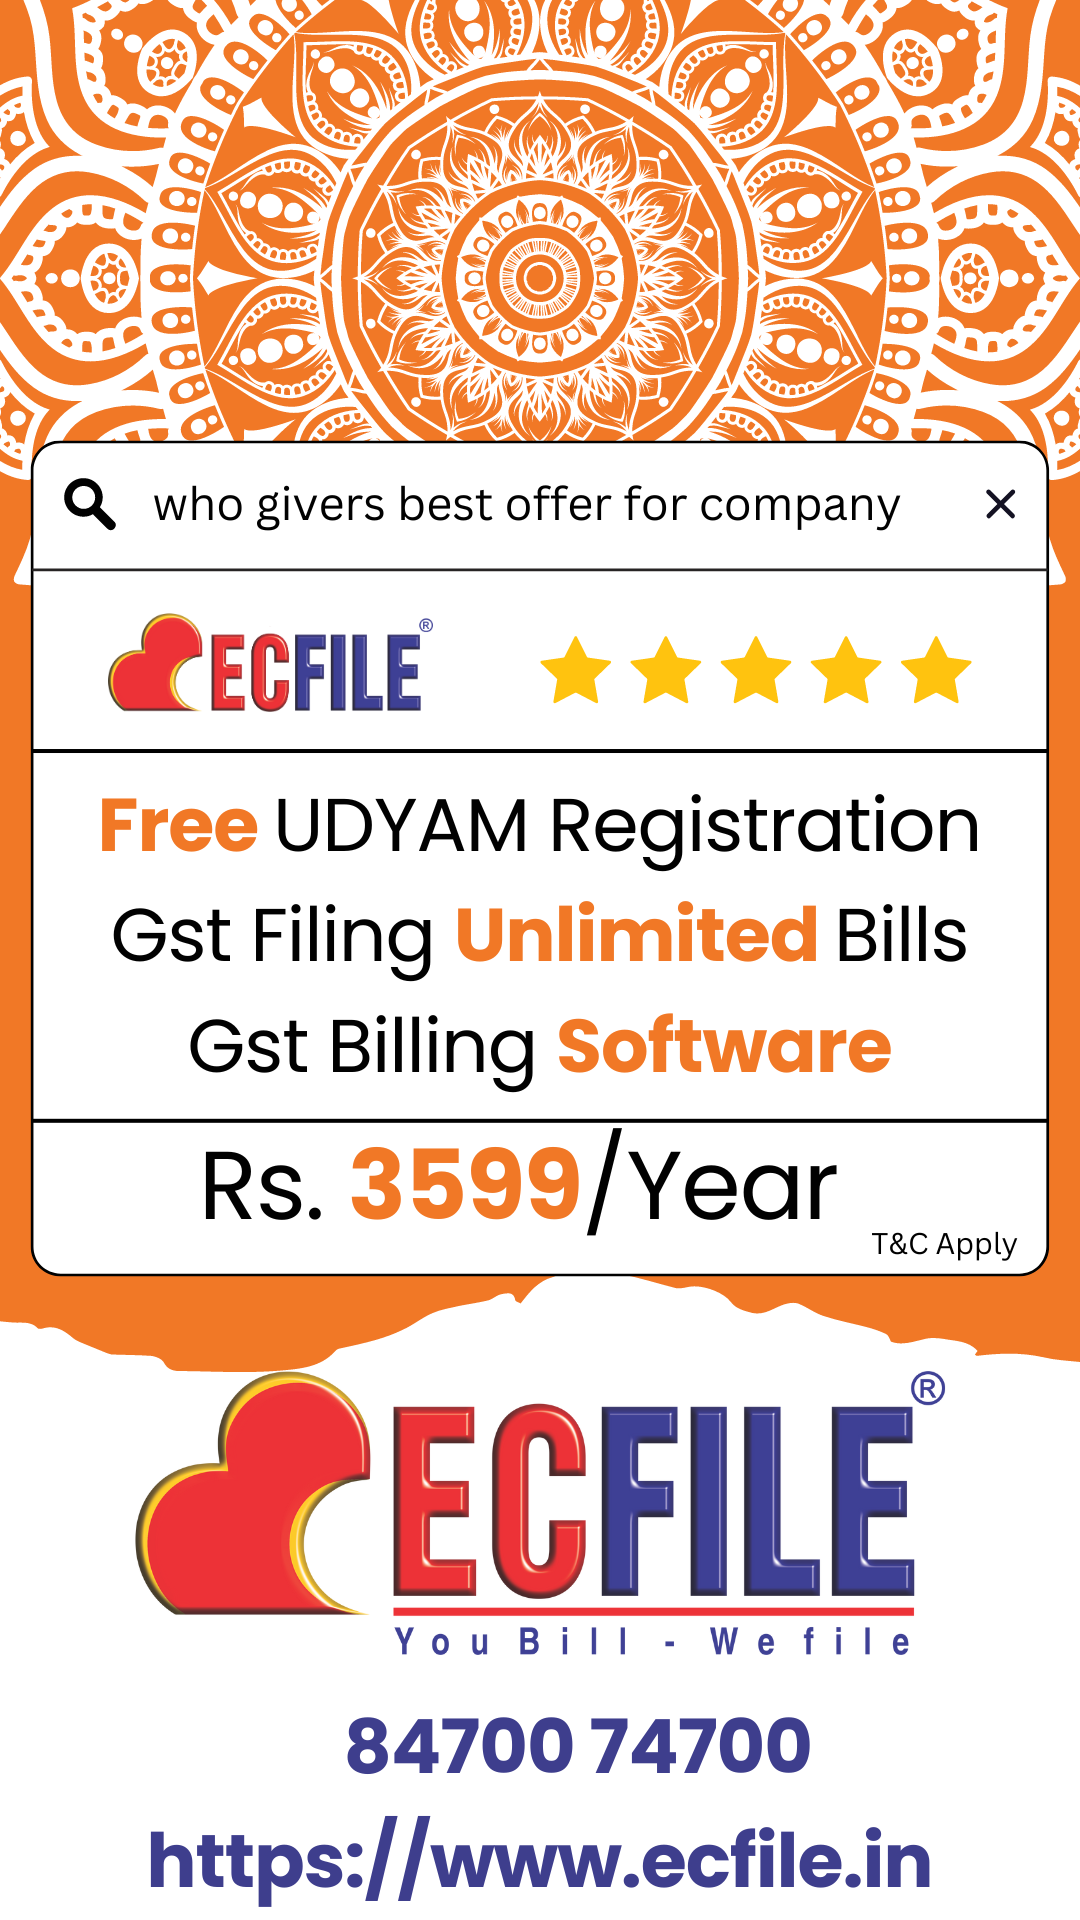 who givers best offer for company
ECFILE®
Free UDYAM Registration
Gst Filing Unlimited Bills
Gst Billing Software
Rs. 3599/Year
T&C Apply
ECFILE®
You Bill - We file
84700 74700
https://www.ecfile.in